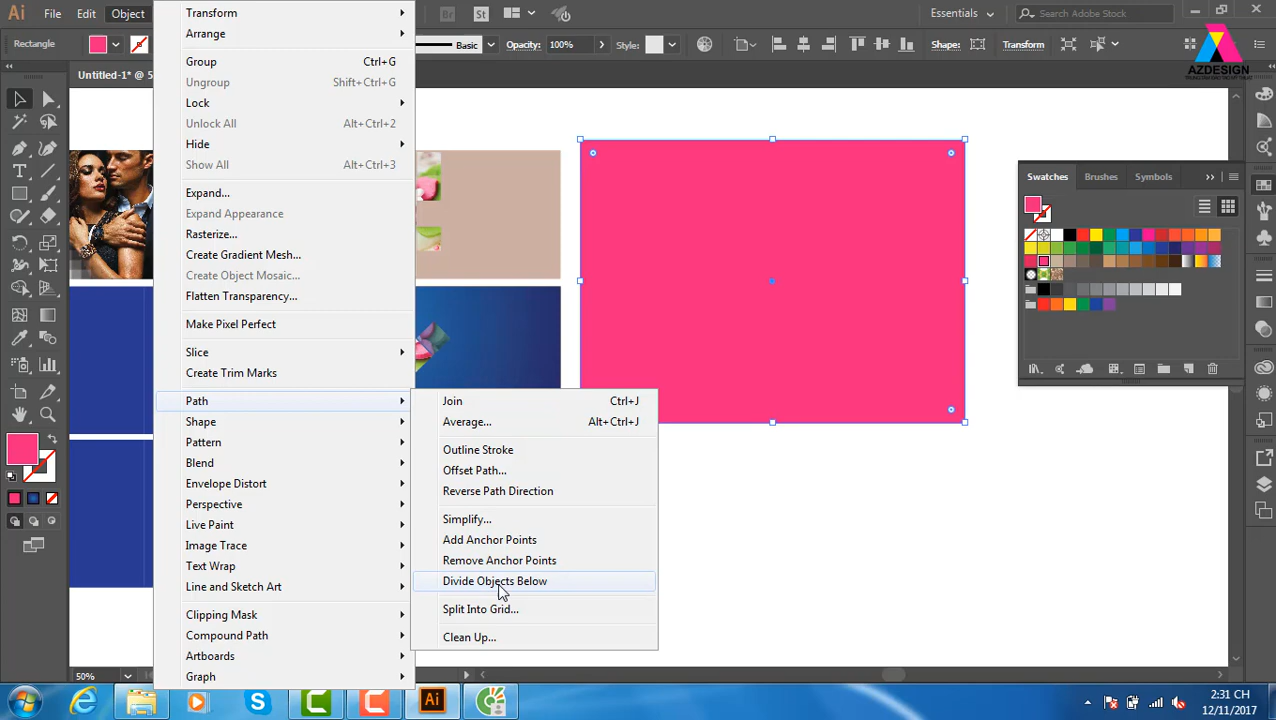 Ai File Edit Object Br St Essentials Search Adobe Stock
Rectangle Basic Opacity: 100% Style: Shape: Transform
AZDESIGN
Untitled-1* @ 5
Transform
Arrange
Group Ctrl+G
Ungroup Shift+Ctrl+G
Lock
Unlock All Alt+Ctrl+2
Hide
Show All Alt+Ctrl+3
Expand...
Expand Appearance
Rasterize...
Create Gradient Mesh...
Create Object Mosaic...
Flatten Transparency...
Make Pixel Perfect
Slice
Create Trim Marks
Path
Shape
Pattern
Blend
Envelope Distort
Perspective
Live Paint
Image Trace
Text Wrap
Line and Sketch Art
Clipping Mask
Compound Path
Artboards
Graph
Join Ctrl+J
Average... Alt+Ctrl+J
Outline Stroke
Offset Path...
Reverse Path Direction
Simplify...
Add Anchor Points
Remove Anchor Points
Divide Objects Below
Split Into Grid...
Clean Up...
Swatches Brushes Symbols
50%
Ai
2:31 CH
12/11/2017